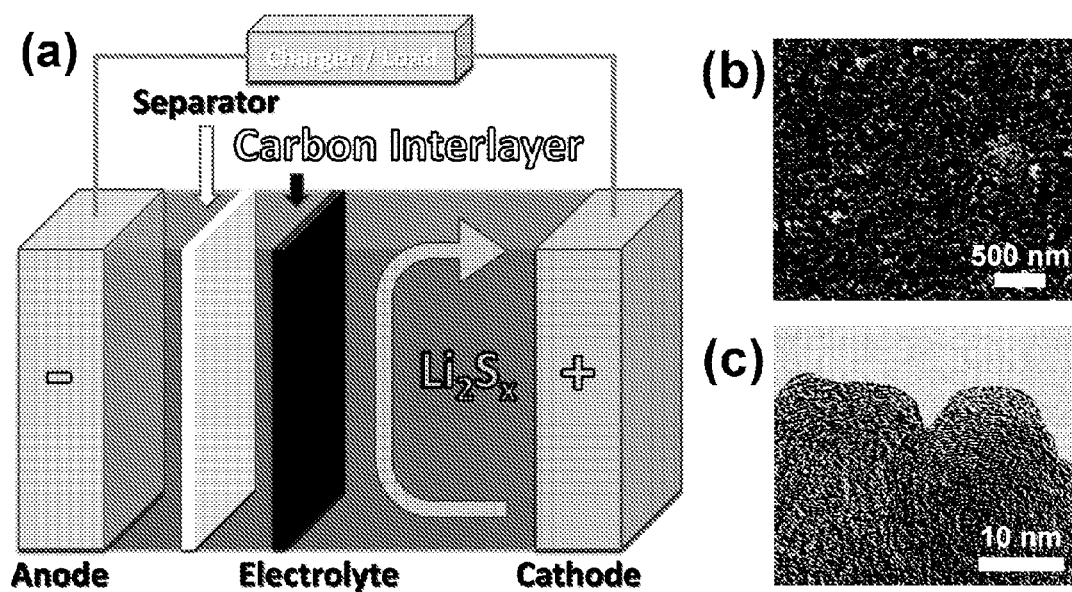 (a)
Charger / Load
Separator
Carbon Interlayer
-
Li₂Sₓ
+
Anode
Electrolyte
Cathode
(b)
500 nm
(c)
10 nm